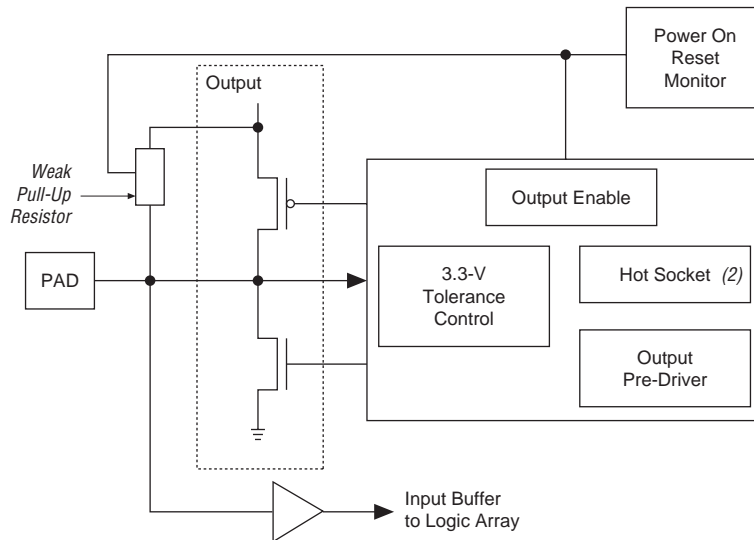 Power On
Reset
Monitor
Output
Weak
Pull-Up
Resistor
Output Enable
PAD
3.3-V
Tolerance
Control
Hot Socket (2)
Output
Pre-Driver
Input Buffer
to Logic Array